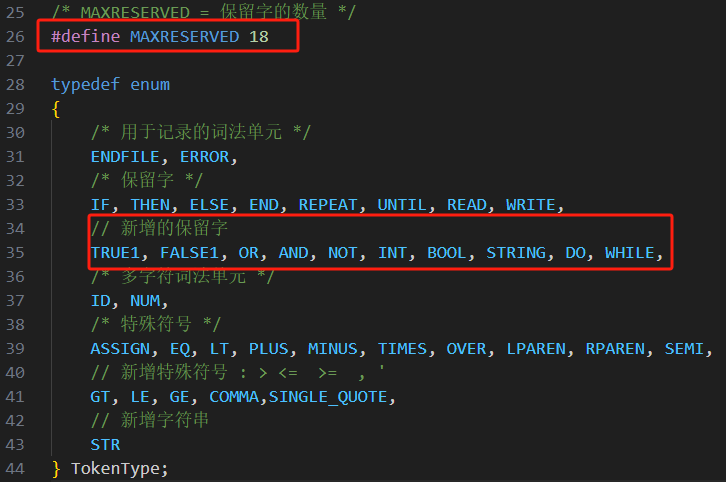 25 /* MAXRESERVED = 保留字的数量 */
26 #define MAXRESERVED 18
27
28 typedef enum
29 {
30 /* 用于记录的词法单元 */
31 ENDFILE, ERROR,
32 /* 保留字 */
33 IF, THEN, ELSE, END, REPEAT, UNTIL, READ, WRITE,
34 // 新增的保留字
35 TRUE1, FALSE1, OR, AND, NOT, INT, BOOL, STRING, DO, WHILE,
36 /* 多字符词法单元 */
37 ID, NUM,
38 /* 特殊符号 */
39 ASSIGN, EQ, LT, PLUS, MINUS, TIMES, OVER, LPAREN, RPAREN, SEMI,
40 // 新增特殊符号 : > <=  >=  , '
41 GT, LE, GE, COMMA,SINGLE_QUOTE,
42 // 新增字符串
43 STR
44 } TokenType;